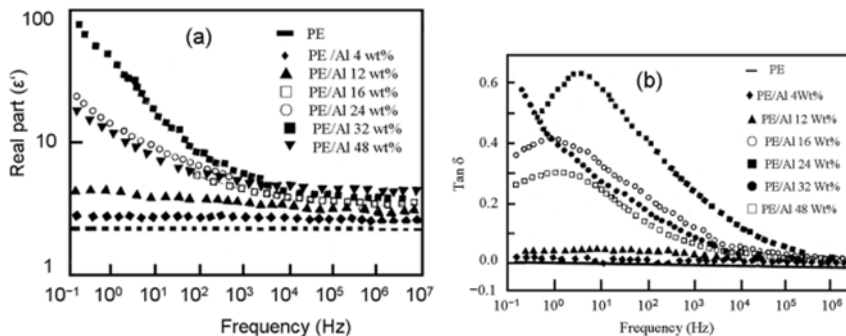 (a)
100
10
1
Real part (ε')
PE
PE /Al 4 wt%
PE/Al 12 wt%
PE/Al 16 wt%
PE/Al 24 wt%
PE/Al 32 wt%
PE/Al 48 wt%
10⁻¹ 10⁰ 10¹ 10² 10³ 10⁴ 10⁵ 10⁶ 10⁷
Frequency (Hz)
(b)
0.6
0.4
0.2
0.0
−0.1
Tan δ
PE
PE/Al 4Wt%
PE/Al 12 Wt%
PE/Al 16 Wt%
PE/Al 24 Wt%
PE/Al 32 Wt%
PE/Al 48 Wt%
10⁻¹ 10⁰ 10¹ 10² 10³ 10⁴ 10⁵ 10⁶
Frequency (Hz)